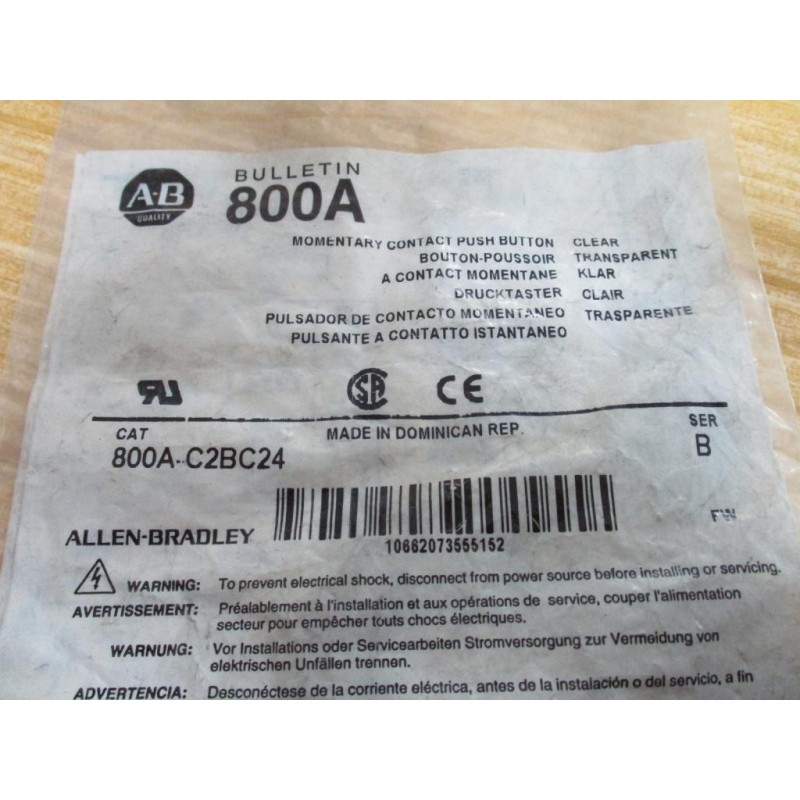 A-B
QUALITY
BULLETIN
800A
MOMENTARY CONTACT PUSH BUTTON CLEAR
BOUTON-POUSSOIR TRANSPARENT
A CONTACT MOMENTANE KLAR
DRUCKTASTER CLAIR
PULSADOR DE CONTACTO MOMENTANEO TRASPARENTE
PULSANTE A CONTATTO ISTANTANEO
RU SA CE
CAT MADE IN DOMINICAN REP. SER
800A-C2BC24 B
ALLEN-BRADLEY FW
10662073555152
WARNING: To prevent electrical shock, disconnect from power source before installing or servicing.
AVERTISSEMENT: Préalablement à l'installation et aux opérations de service, couper l'alimentation
secteur pour empêcher touts chocs électriques.
WARNUNG: Vor Installations oder Servicearbeiten Stromversorgung zur Vermeidung von
elektrischen Unfällen trennen.
ADVERTENCIA: Desconéctese de la corriente eléctrica, antes de la instalación o del servicio, a fin